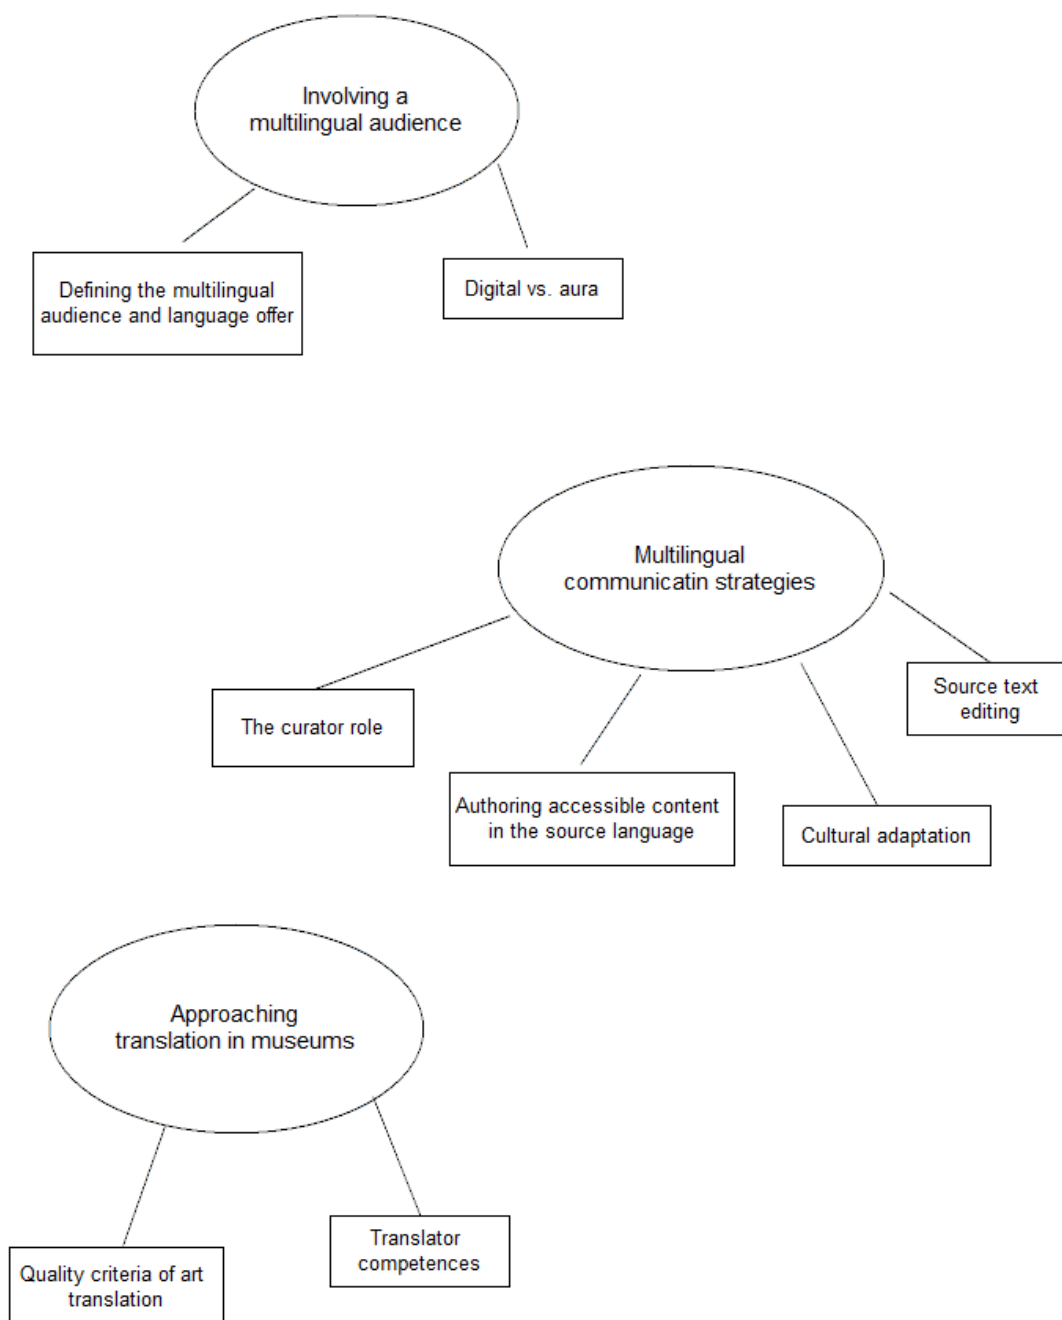 Involving a
multilingual audience
Defining the multilingual
audience and language offer
Digital vs. aura
Multilingual
communicatin strategies
The curator role
Authoring accessible content
in the source language
Cultural adaptation
Source text
editing
Approaching
translation in museums
Quality criteria of art
translation
Translator
competences